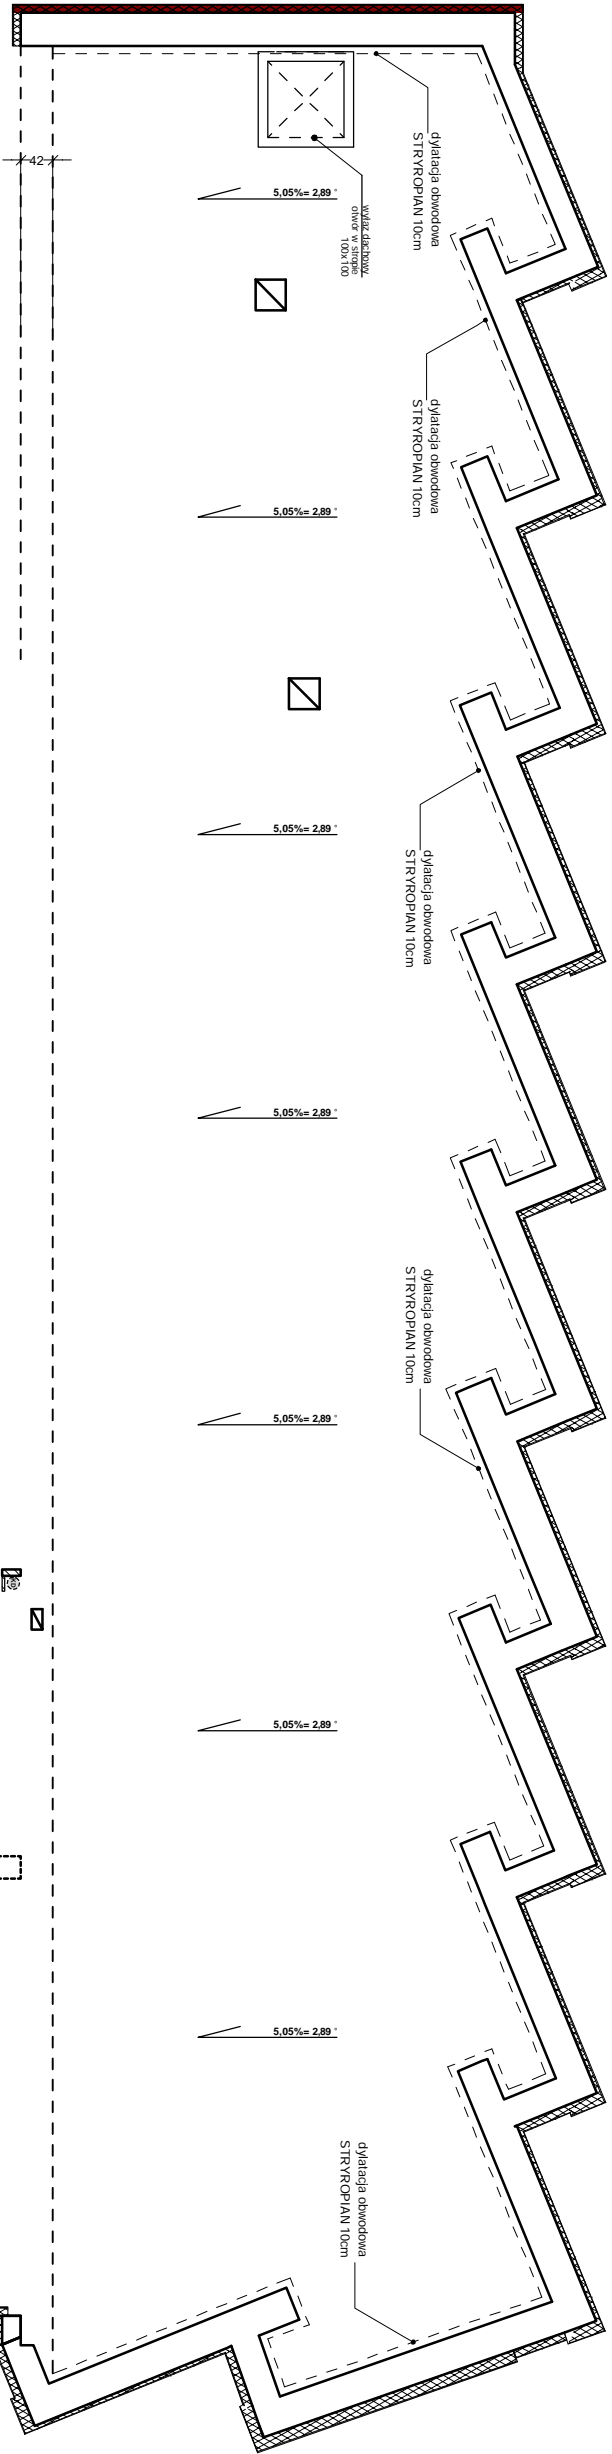 dylatacja obwodowa
STRYROPIAN 10cm
42
5,05%= 2,89 °
wyłaz dachowy
otwór w stropie
100x100
dylatacja obwodowa
STRYROPIAN 10cm
5,05%= 2,89 °
5,05%= 2,89 °
dylatacja obwodowa
STRYROPIAN 10cm
5,05%= 2,89 °
dylatacja obwodowa
STRYROPIAN 10cm
5,05%= 2,89 °
5,05%= 2,89 °
5,05%= 2,89 °
dylatacja obwodowa
STRYROPIAN 10cm